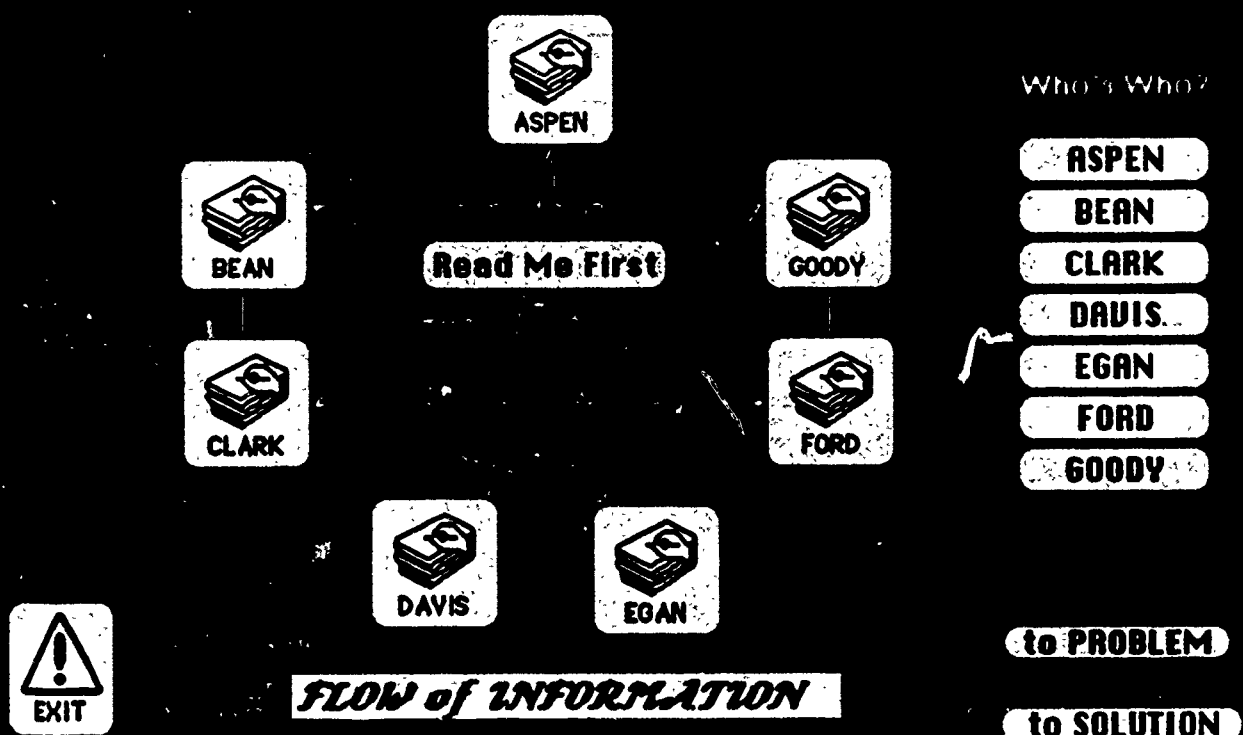 ASPEN
BEAN
Read Me First
GOODY
CLARK
FORD
DAVIS
EGAN
EXIT
FLOW of INFORMATION
Who's Who?
ASPEN
BEAN
CLARK
DAVIS
EGAN
FORD
GOODY
to PROBLEM
to SOLUTION